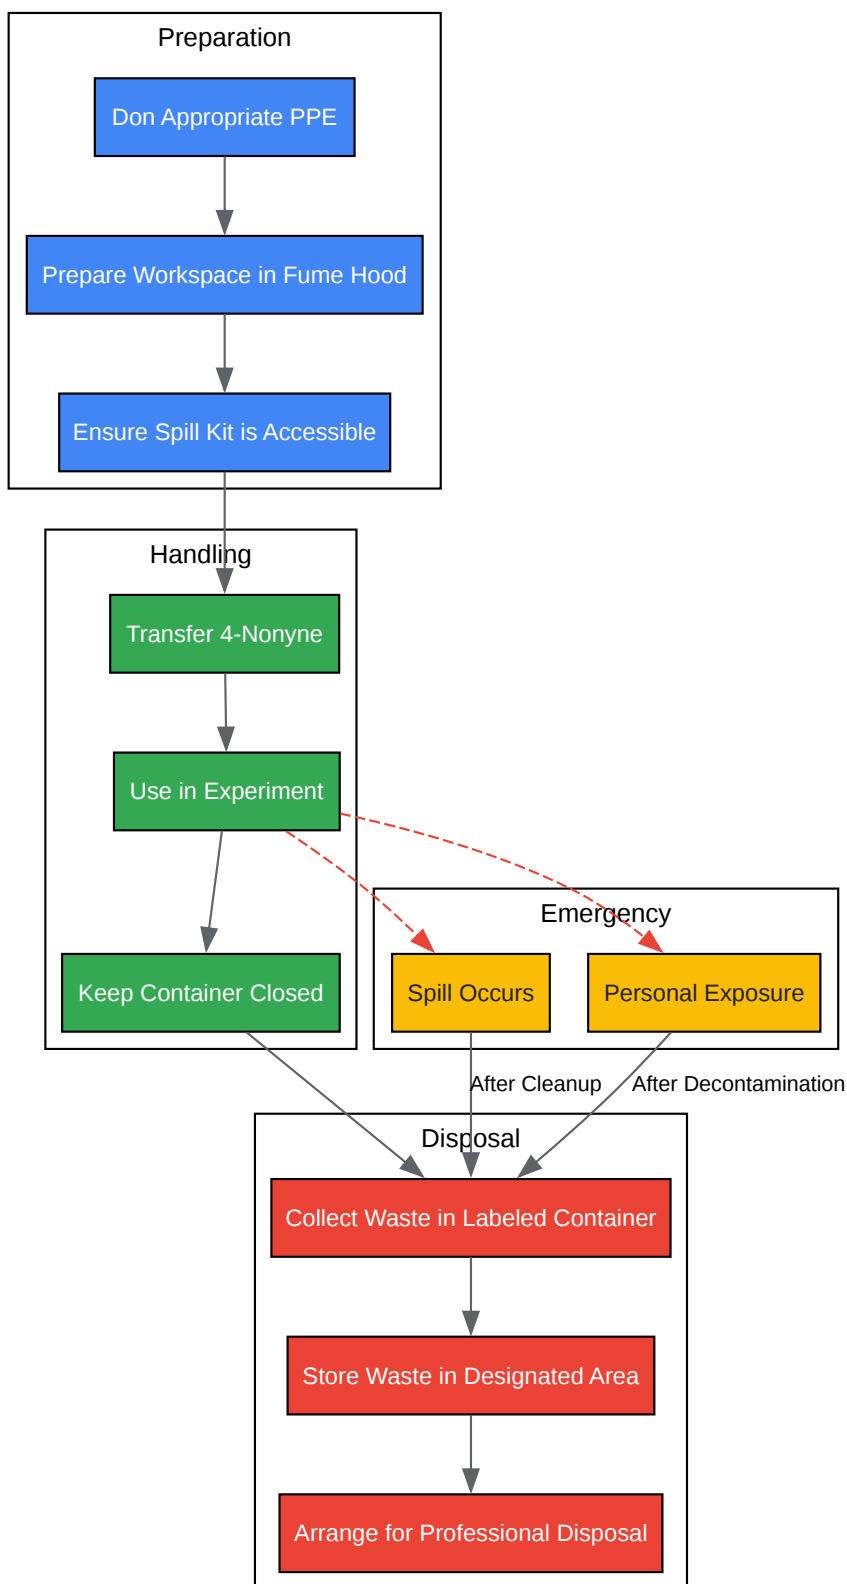 Preparation
Don Appropriate PPE
Prepare Workspace in Fume Hood
Ensure Spill Kit is Accessible
Handling
Transfer 4-Nonyne
Use in Experiment
Keep Container Closed
Emergency
Spill Occurs
Personal Exposure
After Cleanup
After Decontamination
Disposal
Collect Waste in Labeled Container
Store Waste in Designated Area
Arrange for Professional Disposal